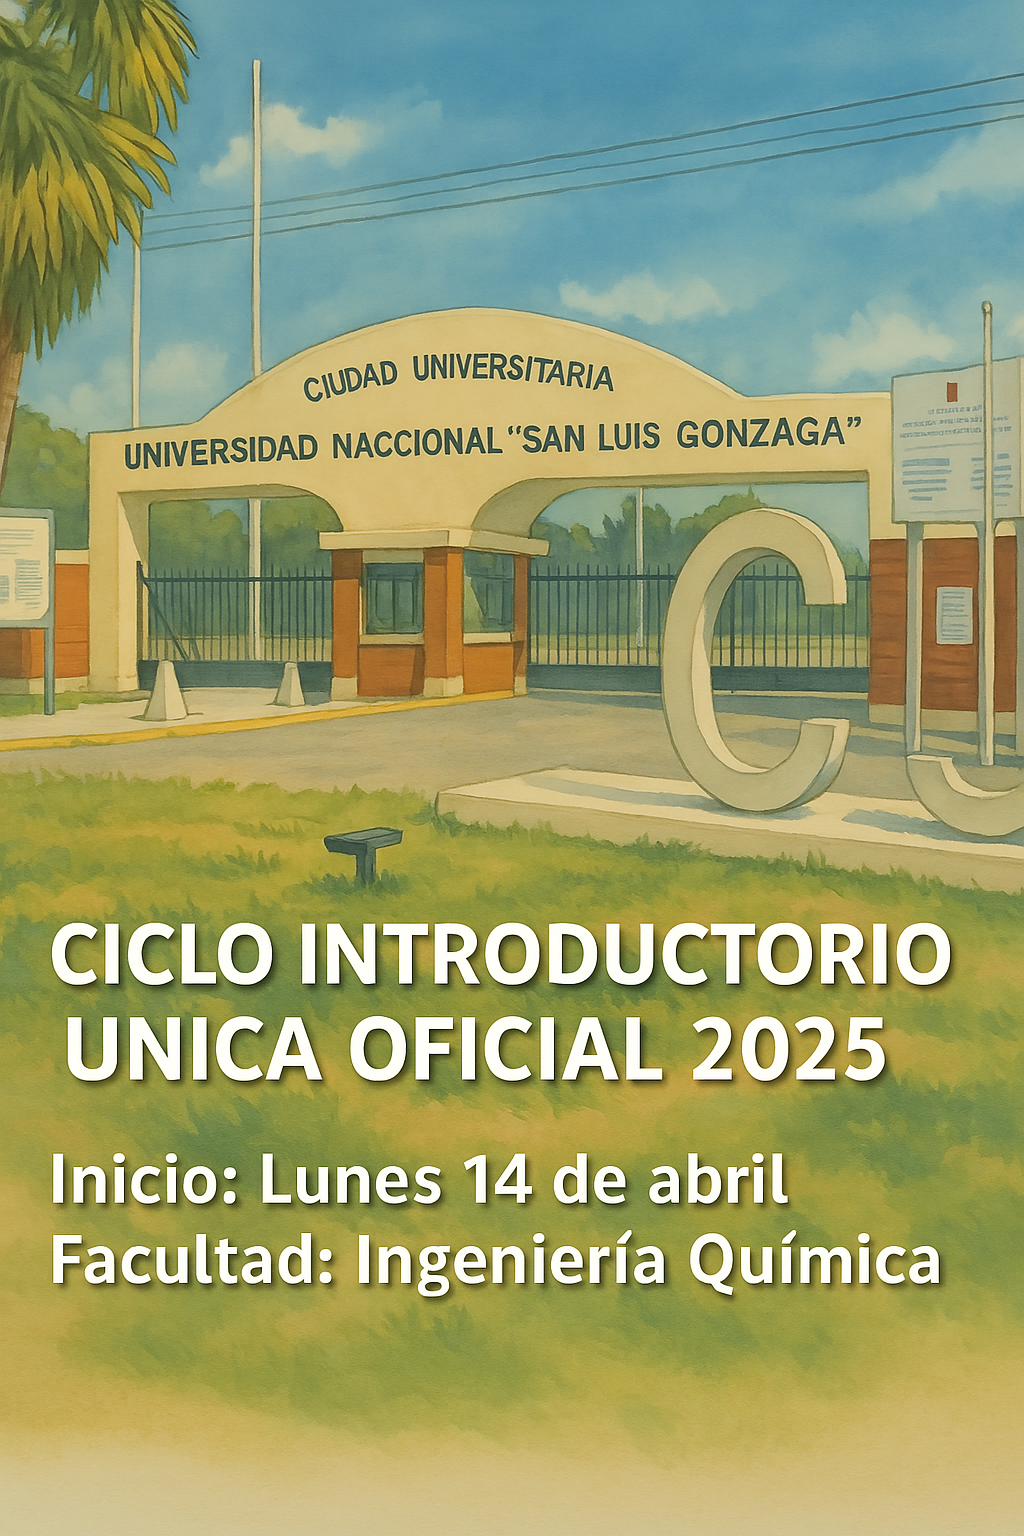 CIUDAD UNIVERSITARIA
UNIVERSIDAD NACCIONAL “SAN LUIS GONZAGA”
CICLO INTRODUCTORIO
UNICA OFICIAL 2025
Inicio: Lunes 14 de abril
Facultad: Ingeniería Química